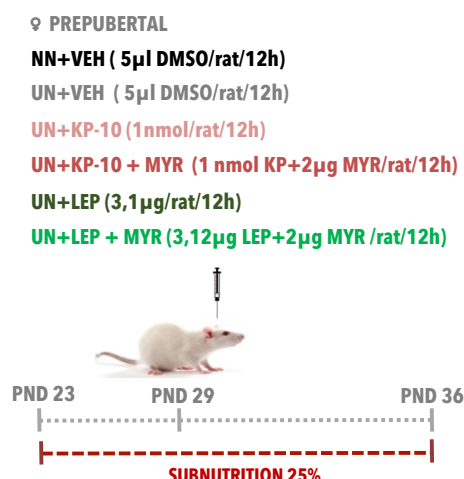 ♀ PREPUBERTAL
NN+VEH ( 5µl DMSO/rat/12h)
UN+VEH ( 5µl DMSO/rat/12h)
UN+KP-10 (1nmol/rat/12h)
UN+KP-10 + MYR (1 nmol KP+2µg MYR/rat/12h)
UN+LEP (3,1µg/rat/12h)
UN+LEP + MYR (3,12µg LEP+2µg MYR /rat/12h)
PND 23 PND 29 PND 36
SUBNUTRITION 25%